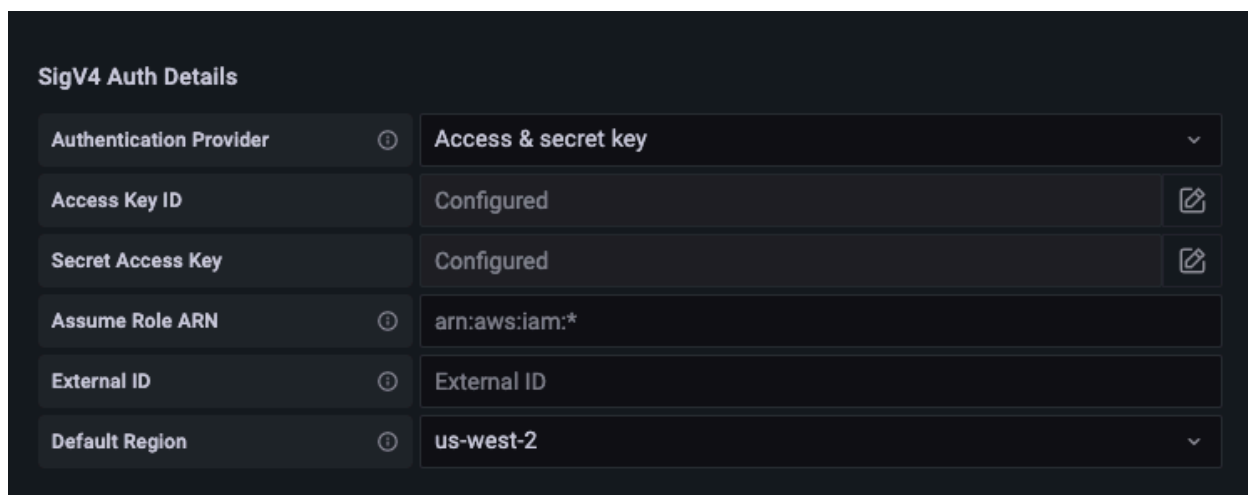 SigV4 Auth Details
Authentication Provider Access & secret key
Access Key ID Configured
Secret Access Key Configured
Assume Role ARN arn:aws:iam:*
External ID External ID
Default Region us-west-2